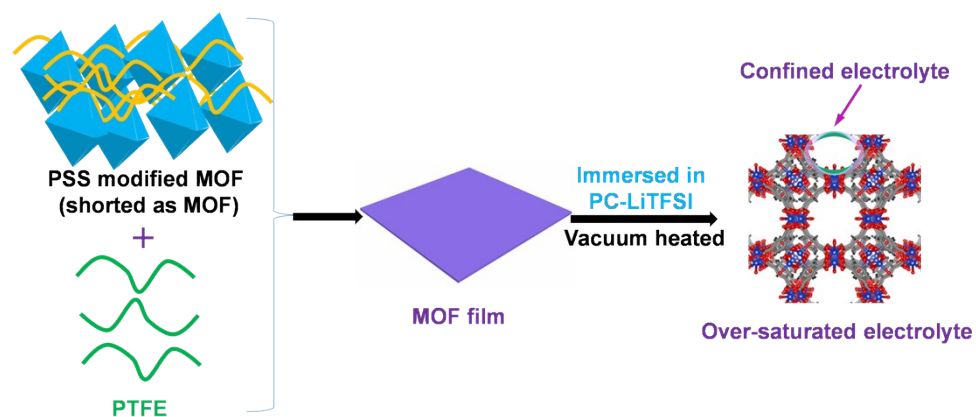 PSS modified MOF
(shorted as MOF)
+
PTFE
MOF film
Immersed in
PC-LiTFSI
Vacuum heated
Confined electrolyte
Over-saturated electrolyte